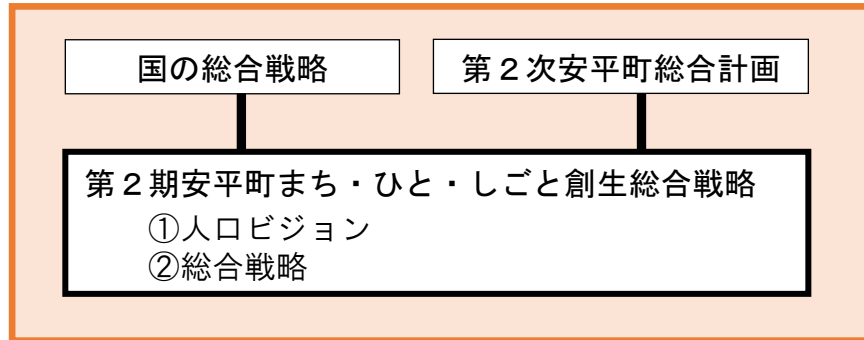 国の総合戦略
第２次安平町総合計画
第２期安平町まち・ひと・しごと創生総合戦略
①人口ビジョン
②総合戦略